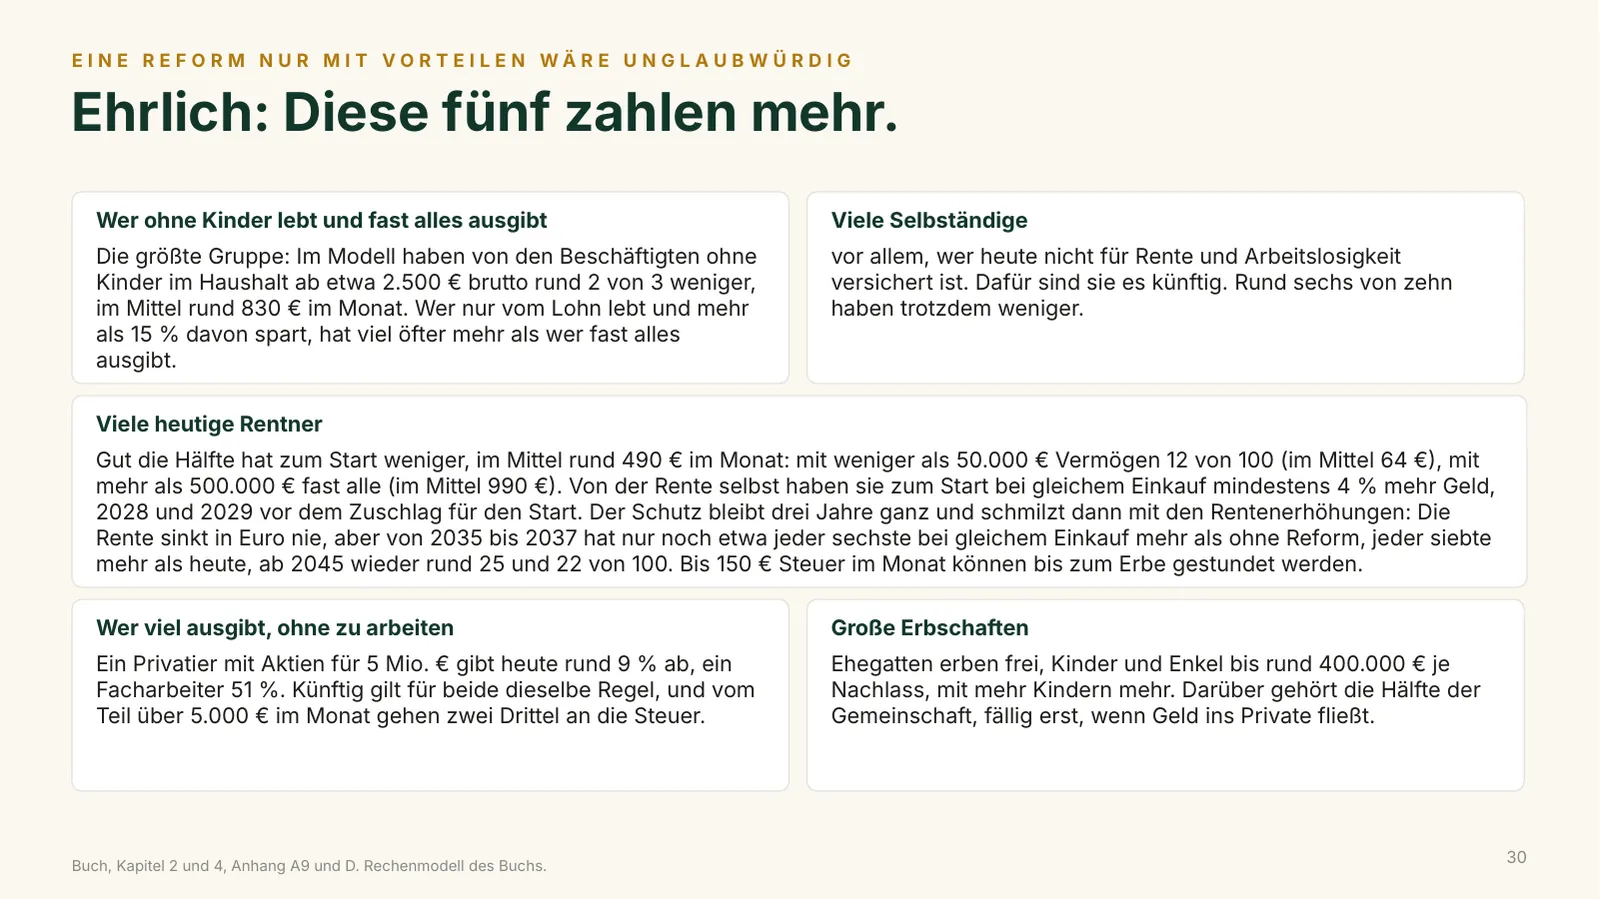 EINE REFORM NUR MIT VORTEILEN WÄRE UNGLAUBWÜRDIG
Ehrlich: Diese fünf zahlen mehr.
Wer ohne Kinder lebt und fast alles ausgibt
Die größte Gruppe: Im Modell haben von den Beschäftigten ohne
Kinder im Haushalt ab etwa 2.500 € brutto rund 2 von 3 weniger,
im Mittel rund 830 € im Monat. Wer nur vom Lohn lebt und mehr
als 15 % davon spart, hat viel öfter mehr als wer fast alles
ausgibt.
Viele Selbständige
vor allem, wer heute nicht für Rente und Arbeitslosigkeit
versichert ist. Dafür sind sie es künftig. Rund sechs von zehn
haben trotzdem weniger.
Viele heutige Rentner
Gut die Hälfte hat zum Start weniger, im Mittel rund 490 € im Monat: mit weniger als 50.000 € Vermögen 12 von 100 (im Mittel 64 €), mit
mehr als 500.000 € fast alle (im Mittel 990 €). Von der Rente selbst haben sie zum Start bei gleichem Einkauf mindestens 4 % mehr Geld,
2028 und 2029 vor dem Zuschlag für den Start. Der Schutz bleibt drei Jahre ganz und schmilzt dann mit den Rentenerhöhungen: Die
Rente sinkt in Euro nie, aber von 2035 bis 2037 hat nur noch etwa jeder sechste bei gleichem Einkauf mehr als ohne Reform, jeder siebte
mehr als heute, ab 2045 wieder rund 25 und 22 von 100. Bis 150 € Steuer im Monat können bis zum Erbe gestundet werden.
Wer viel ausgibt, ohne zu arbeiten
Ein Privatier mit Aktien für 5 Mio. € gibt heute rund 9 % ab, ein
Facharbeiter 51 %. Künftig gilt für beide dieselbe Regel, und vom
Teil über 5.000 € im Monat gehen zwei Drittel an die Steuer.
Große Erbschaften
Ehegatten erben frei, Kinder und Enkel bis rund 400.000 € je
Nachlass, mit mehr Kindern mehr. Darüber gehört die Hälfte der
Gemeinschaft, fällig erst, wenn Geld ins Private fließt.
Buch, Kapitel 2 und 4, Anhang A9 und D. Rechenmodell des Buchs.
30